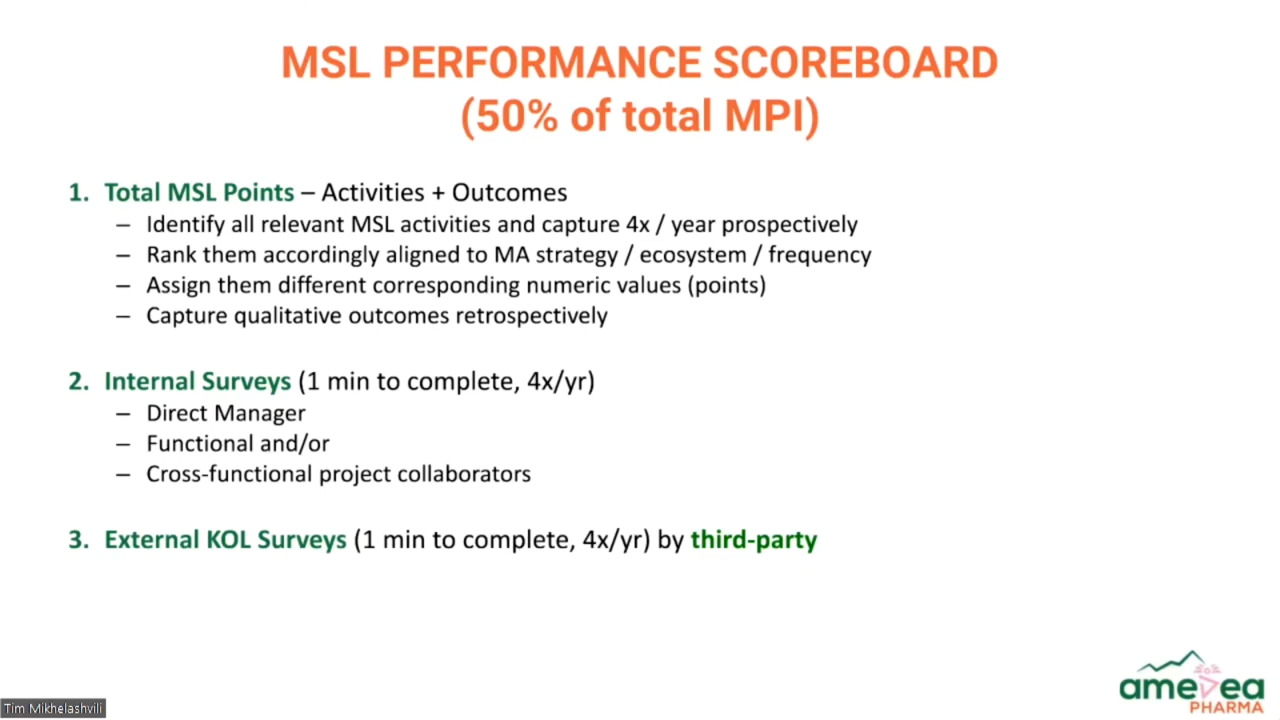 MSL PERFORMANCE SCOREBOARD
(50% of total MPI)
1. Total MSL Points – Activities + Outcomes
– Identify all relevant MSL activities and capture 4x / year prospectively
– Rank them accordingly aligned to MA strategy / ecosystem / frequency
– Assign them different corresponding numeric values (points)
– Capture qualitative outcomes retrospectively
2. Internal Surveys (1 min to complete, 4x/yr)
– Direct Manager
– Functional and/or
– Cross-functional project collaborators
3. External KOL Surveys (1 min to complete, 4x/yr) by third-party
amedea
PHARMA
Tim Mikhelashvili